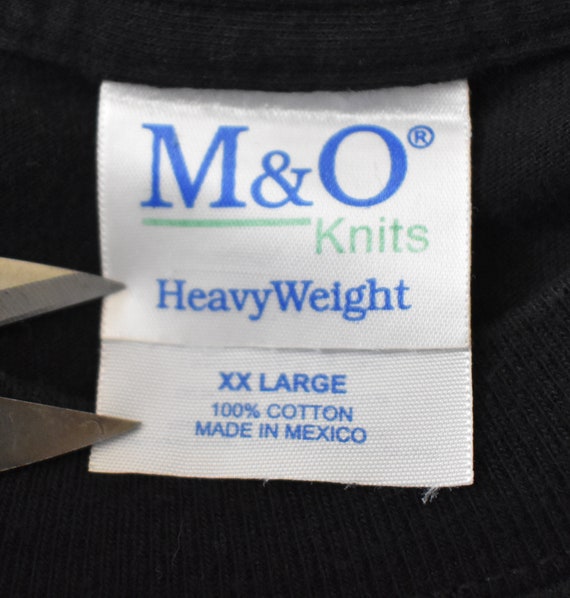 M&O®
Knits
HeavyWeight
XX LARGE
100% COTTON
MADE IN MEXICO